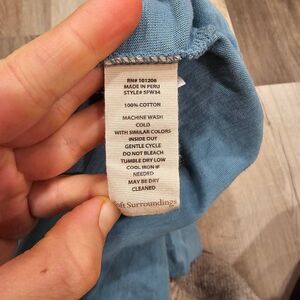 RN# 101206
MADE IN PERU
STYLE# SFW34
100% COTTON
MACHINE WASH
COLD
WITH SIMILAR COLORS
INSIDE OUT
GENTLE CYCLE
DO NOT BLEACH
TUMBLE DRY LOW
COOL IRON IF
NEEDED
MAY BE DRY
CLEANED
Soft Surroundings